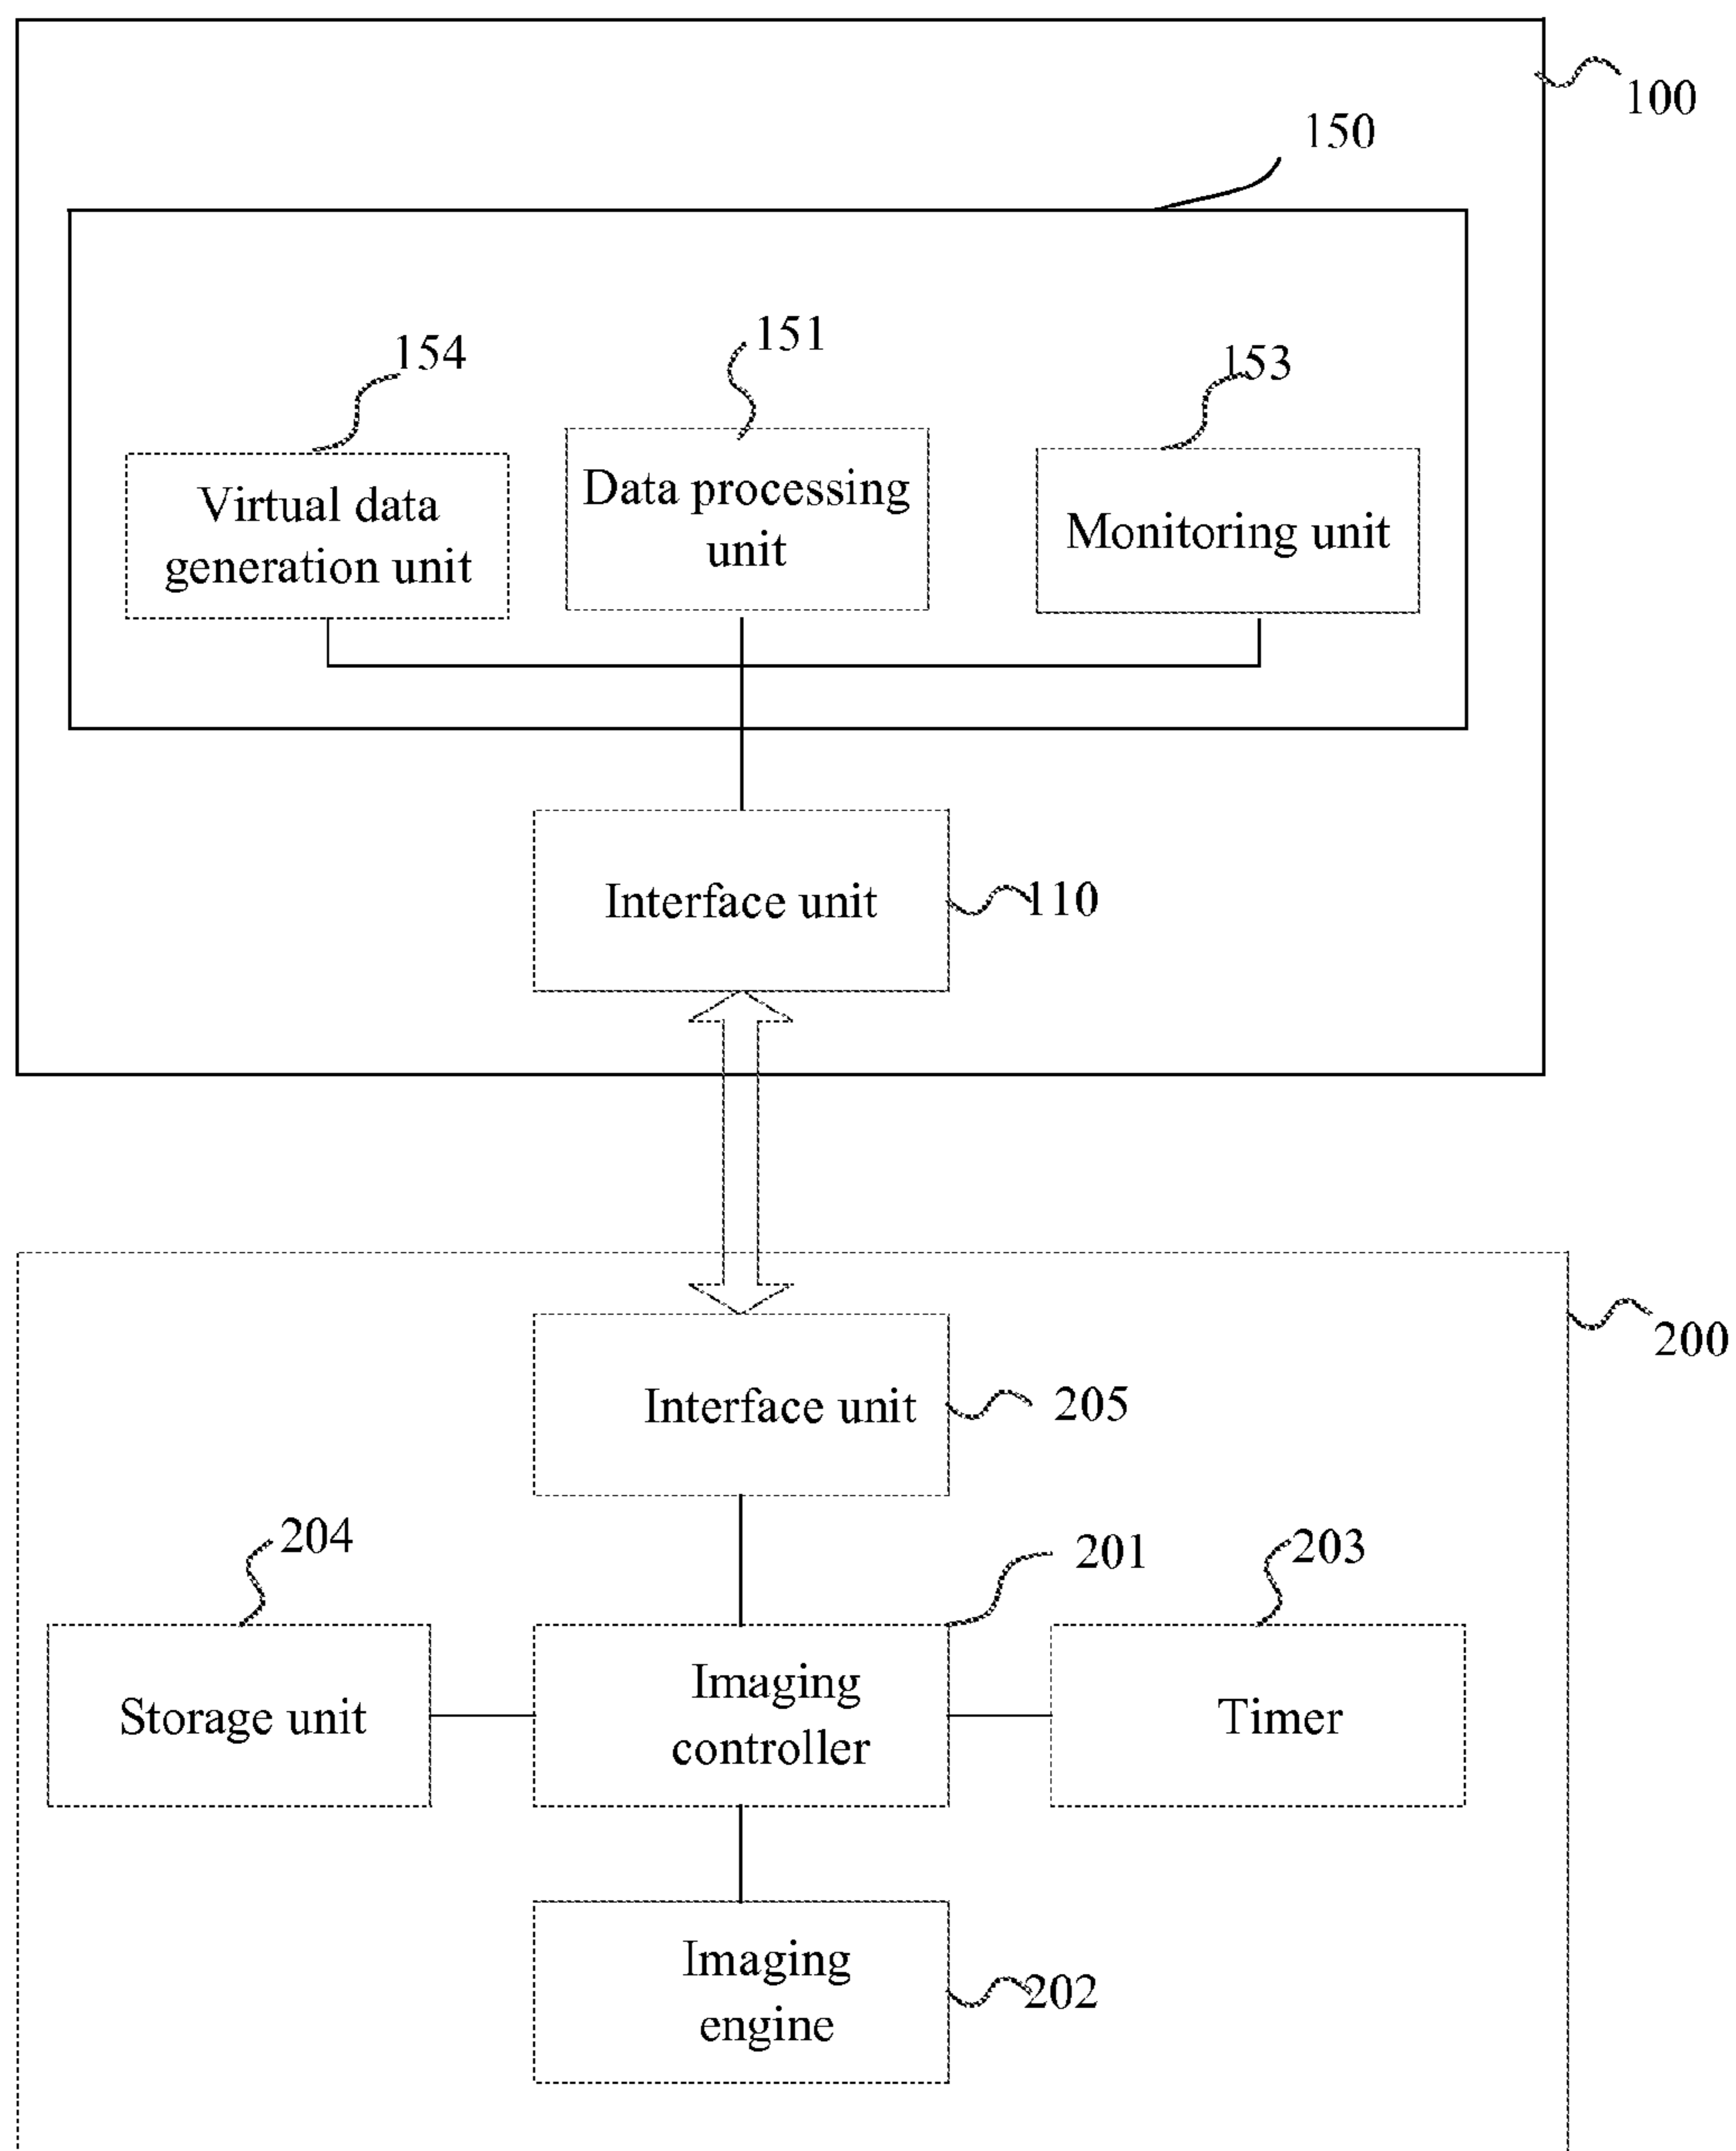 100
150
154
151
153
Virtual data
generation unit
Data processing
unit
Monitoring unit
Interface unit
110
200
Interface unit
205
204
201
203
Storage unit
Imaging
controller
Timer
Imaging
engine
202